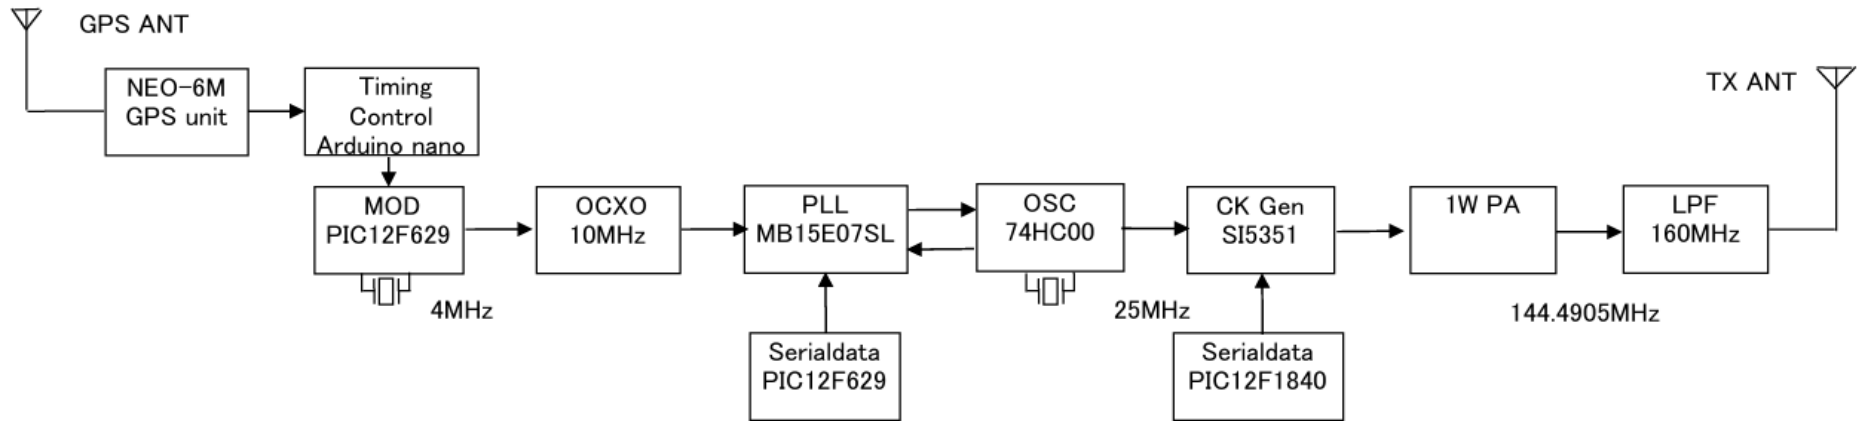 GPS ANT
NEO-6M
GPS unit
Timing
Control
Arduino nano
TX ANT
MOD
PIC12F629
4MHz
OCXO
10MHz
PLL
MB15E07SL
OSC
74HC00
25MHz
CK Gen
SI5351
1W PA
144.4905MHz
LPF
160MHz
Serialdata
PIC12F629
Serialdata
PIC12F1840